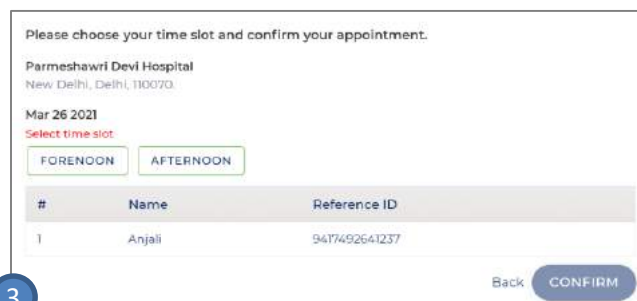 Please choose your time slot and confirm your appointment.
Parmeshawri Devi Hospital
New Delhi, Delhi, 110070.
Mar 26 2021
Select time slot
FORENOON AFTERNOON
# Name Reference ID
1 Anjali 9417492641237
Back CONFIRM
3